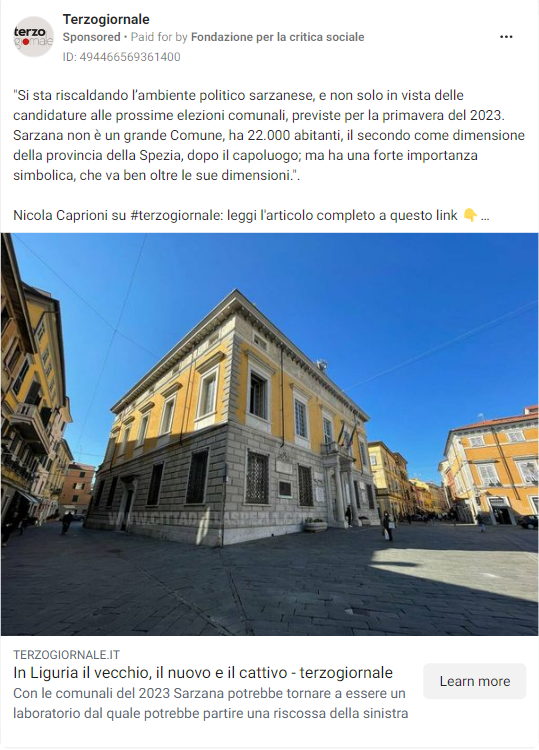 Terzogiornale
Sponsored • Paid for by Fondazione per la critica sociale
ID: 494466569361400
terzo
giornale
"Si sta riscaldando l'ambiente politico sarzanese, e non solo in vista delle
candidature alle prossime elezioni comunali, previste per la primavera del 2023.
Sarzana non è un grande Comune, ha 22.000 abitanti, il secondo come dimensione
della provincia della Spezia, dopo il capoluogo; ma ha una forte importanza
simbolica, che va ben oltre le sue dimensioni.".
Nicola Caprioni su #terzogiornale: leggi l'articolo completo a questo link 👇 ...
TERZOGIORNALE.IT
In Liguria il vecchio, il nuovo e il cattivo - terzogiornale
Con le comunali del 2023 Sarzana potrebbe tornare a essere un
laboratorio dal quale potrebbe partire una riscossa della sinistra
Learn more